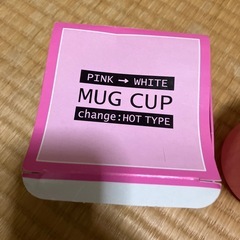 PINK → WHITE
MUG CUP
change:HOT TYPE